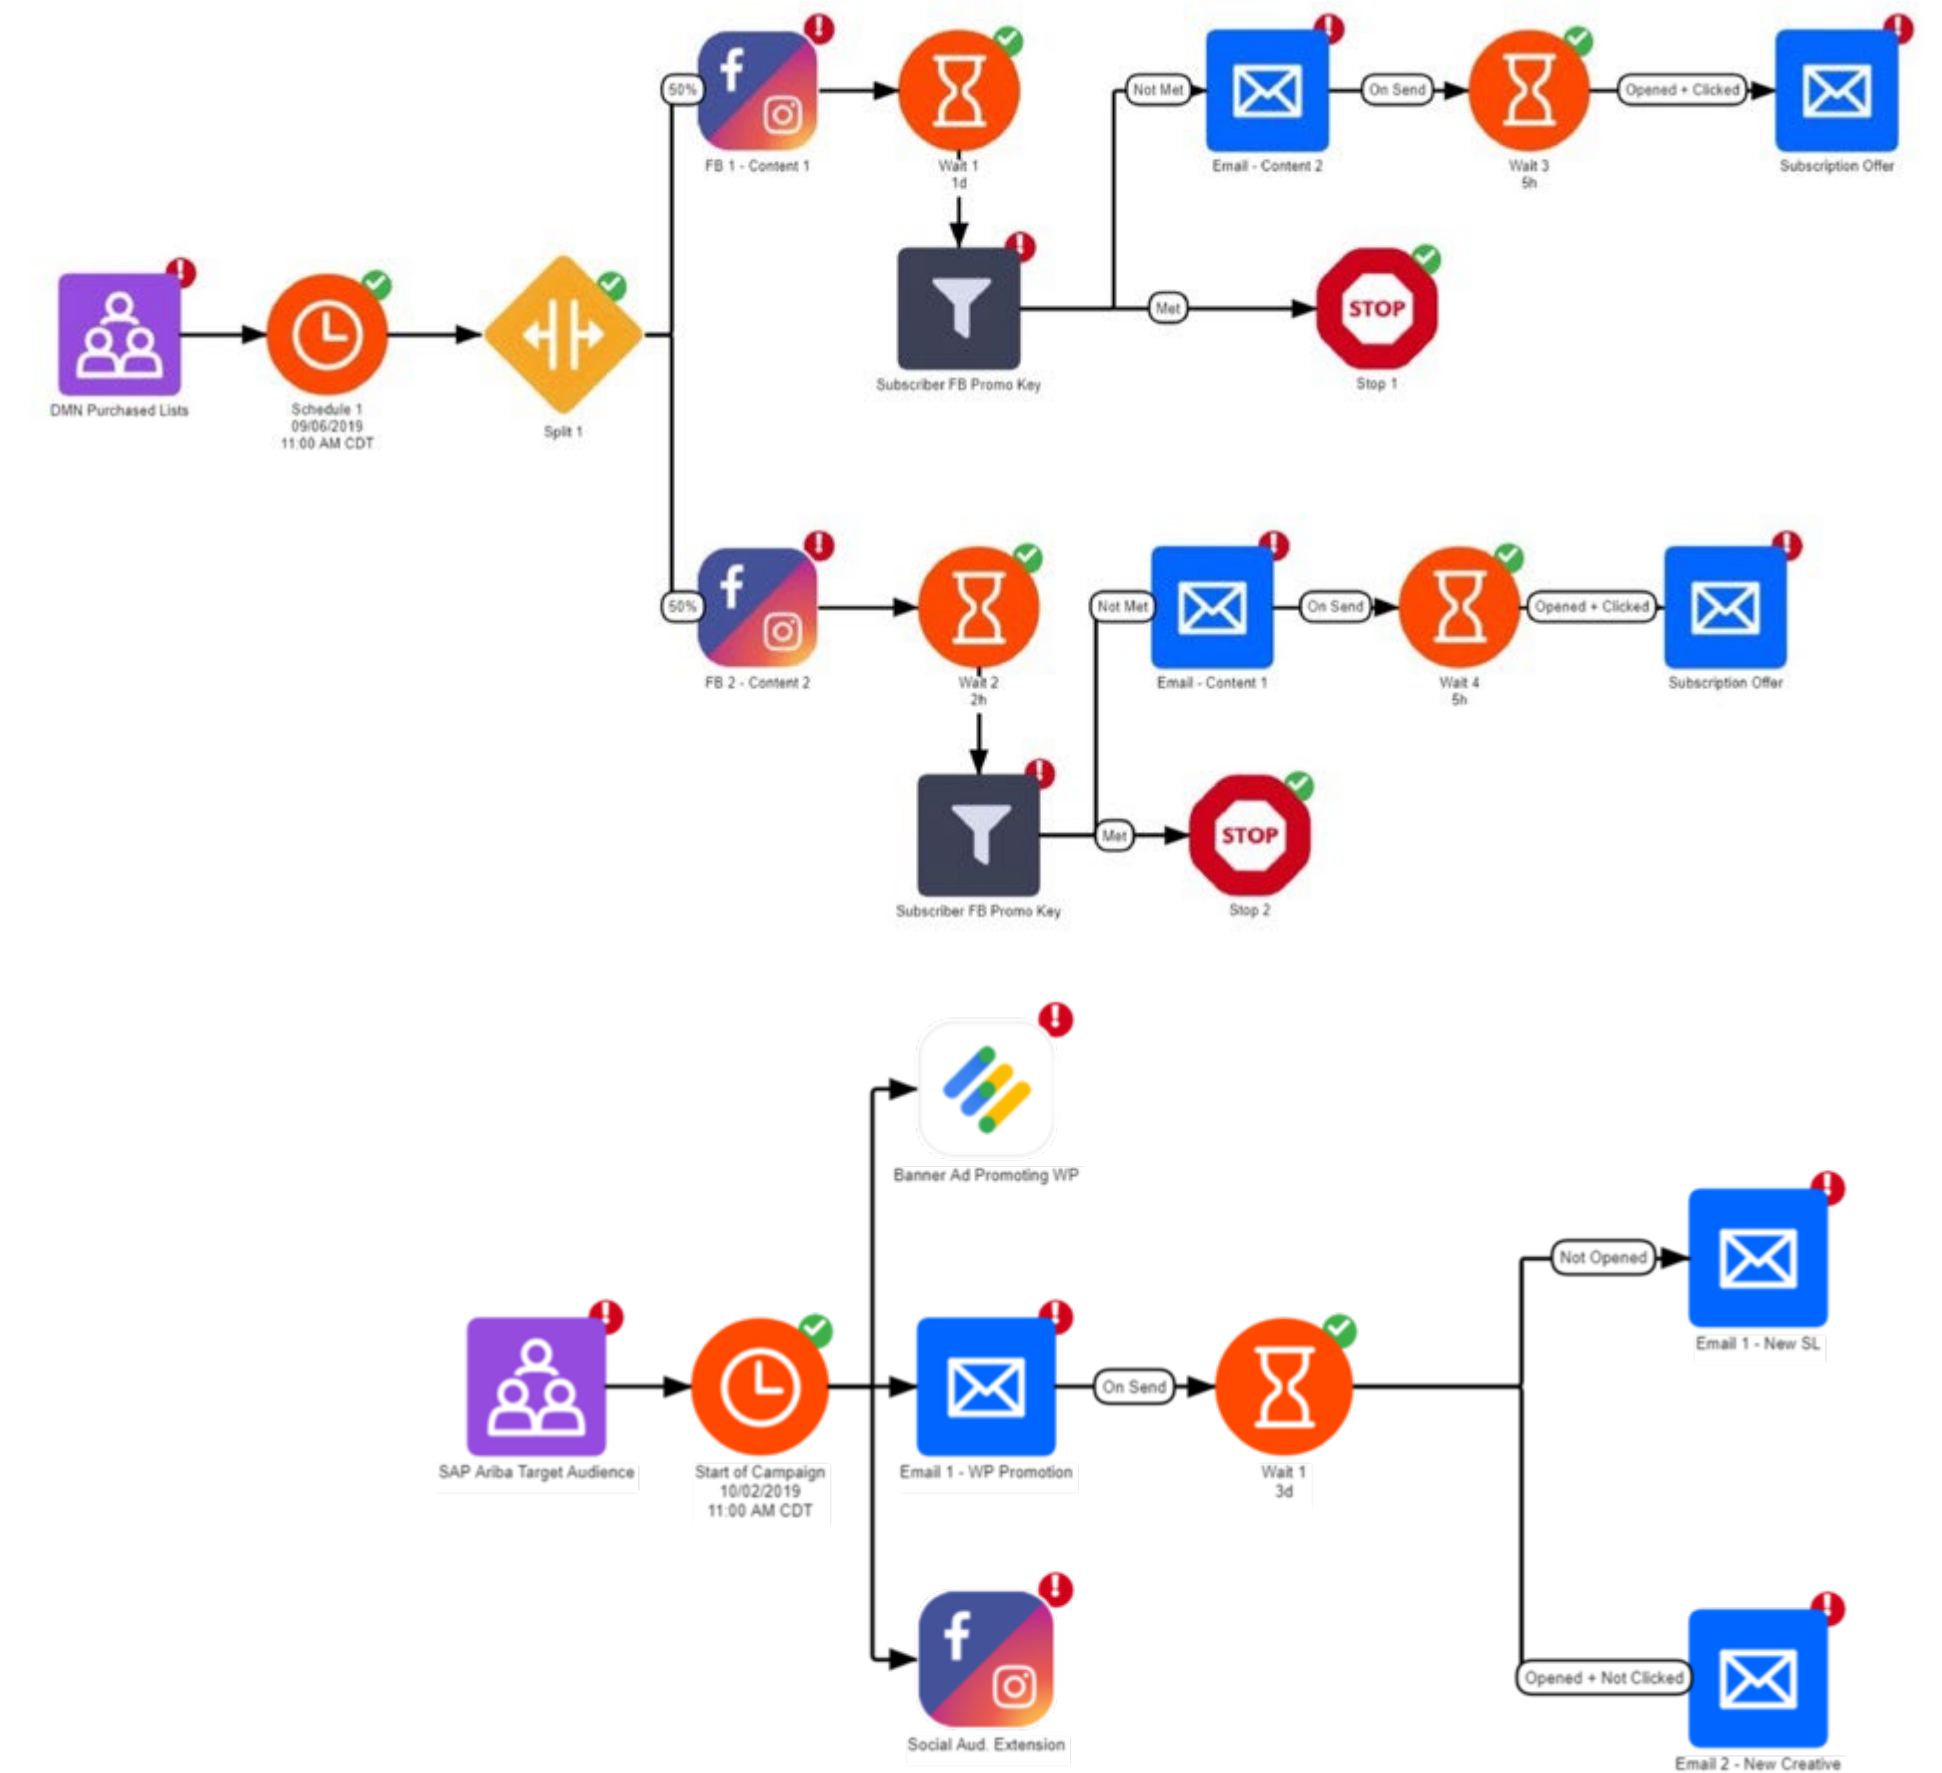 50%
FB 1 - Content 1
Wait 1
1d
Not Met
Email - Content 2
On Send
Wait 3
5h
Opened + Clicked
Subscription Offer
DMN Purchased Lists
Schedule 1
09/06/2019
11:00 AM CDT
Split 1
Subscriber FB Promo Key
Met
STOP
Stop 1
50%
FB 2 - Content 2
Wait 2
2h
Not Met
Email - Content 1
On Send
Wait 4
5h
Opened + Clicked
Subscription Offer
Subscriber FB Promo Key
Met
STOP
Stop 2
Banner Ad Promoting WP
SAP Ariba Target Audience
Start of Campaign
10/02/2019
11:00 AM CDT
Email 1 - WP Promotion
On Send
Wait 1
3d
Not Opened
Email 1 - New SL
Social Aud. Extension
Opened + Not Clicked
Email 2 - New Creative